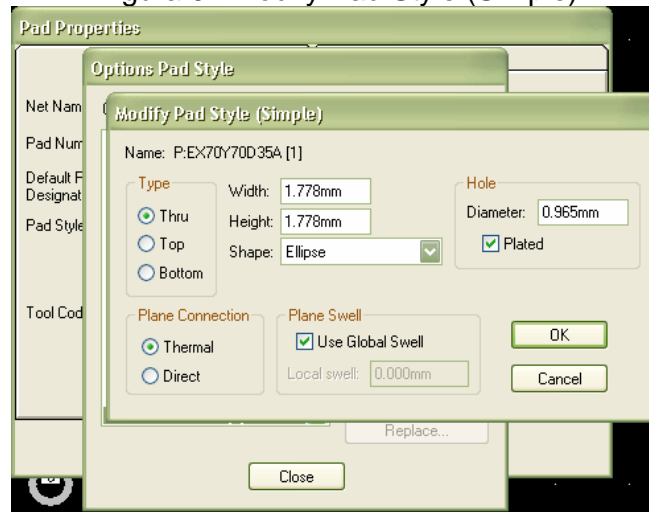 Pad Properties
Options Pad Style
Modify Pad Style (Simple)
Net Nam
Pad Num
Default F
Designat
Pad Style
Tool Cod
Name: P:EX70Y70D35A [1]
Type
Thru
Top
Bottom
Width: 1.778mm
Height: 1.778mm
Shape: Ellipse
Hole
Diameter: 0.965mm
Plated
Plane Connection
Thermal
Direct
Plane Swell
Use Global Swell
Local swell: 0.000mm
OK
Cancel
Replace...
Close